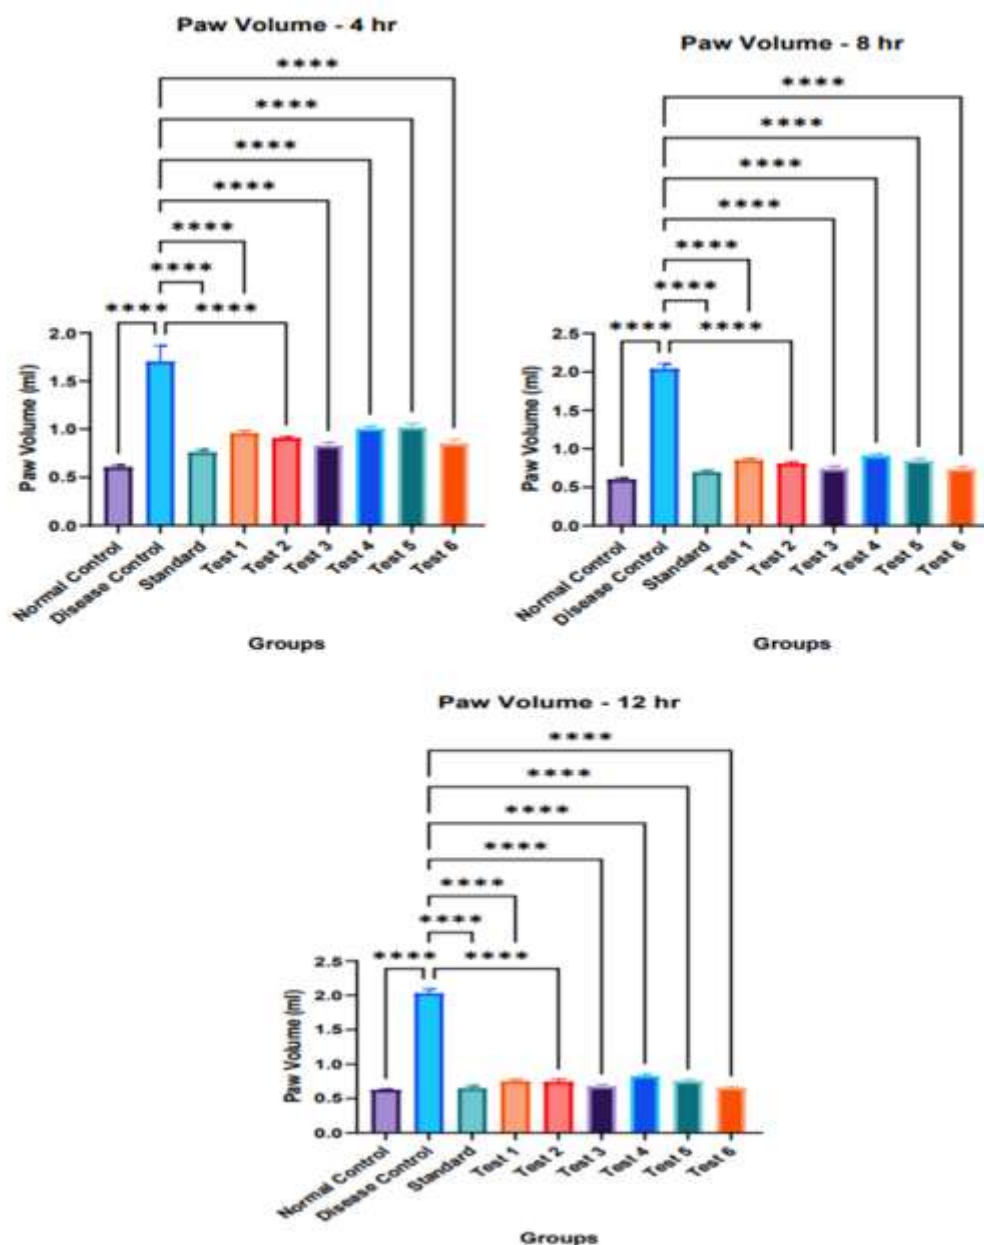 Paw Volume - 4 hr
****
****
****
****
****
****
**** ****
2.0
1.5
1.0
0.5
0.0
Paw Volume (ml)
Normal Control
Disease Control
Standard
Test 1
Test 2
Test 3
Test 4
Test 5
Test 6
Groups
Paw Volume - 8 hr
****
****
****
****
****
****
**** ****
2.5
2.0
1.5
1.0
0.5
0.0
Paw Volume (ml)
Normal Control
Disease Control
Standard
Test 1
Test 2
Test 3
Test 4
Test 5
Test 6
Groups
Paw Volume - 12 hr
****
****
****
****
****
****
**** ****
2.5
2.0
1.5
1.0
0.5
0.0
Paw Volume (ml)
Normal Control
Disease Control
Standard
Test 1
Test 2
Test 3
Test 4
Test 5
Test 6
Groups